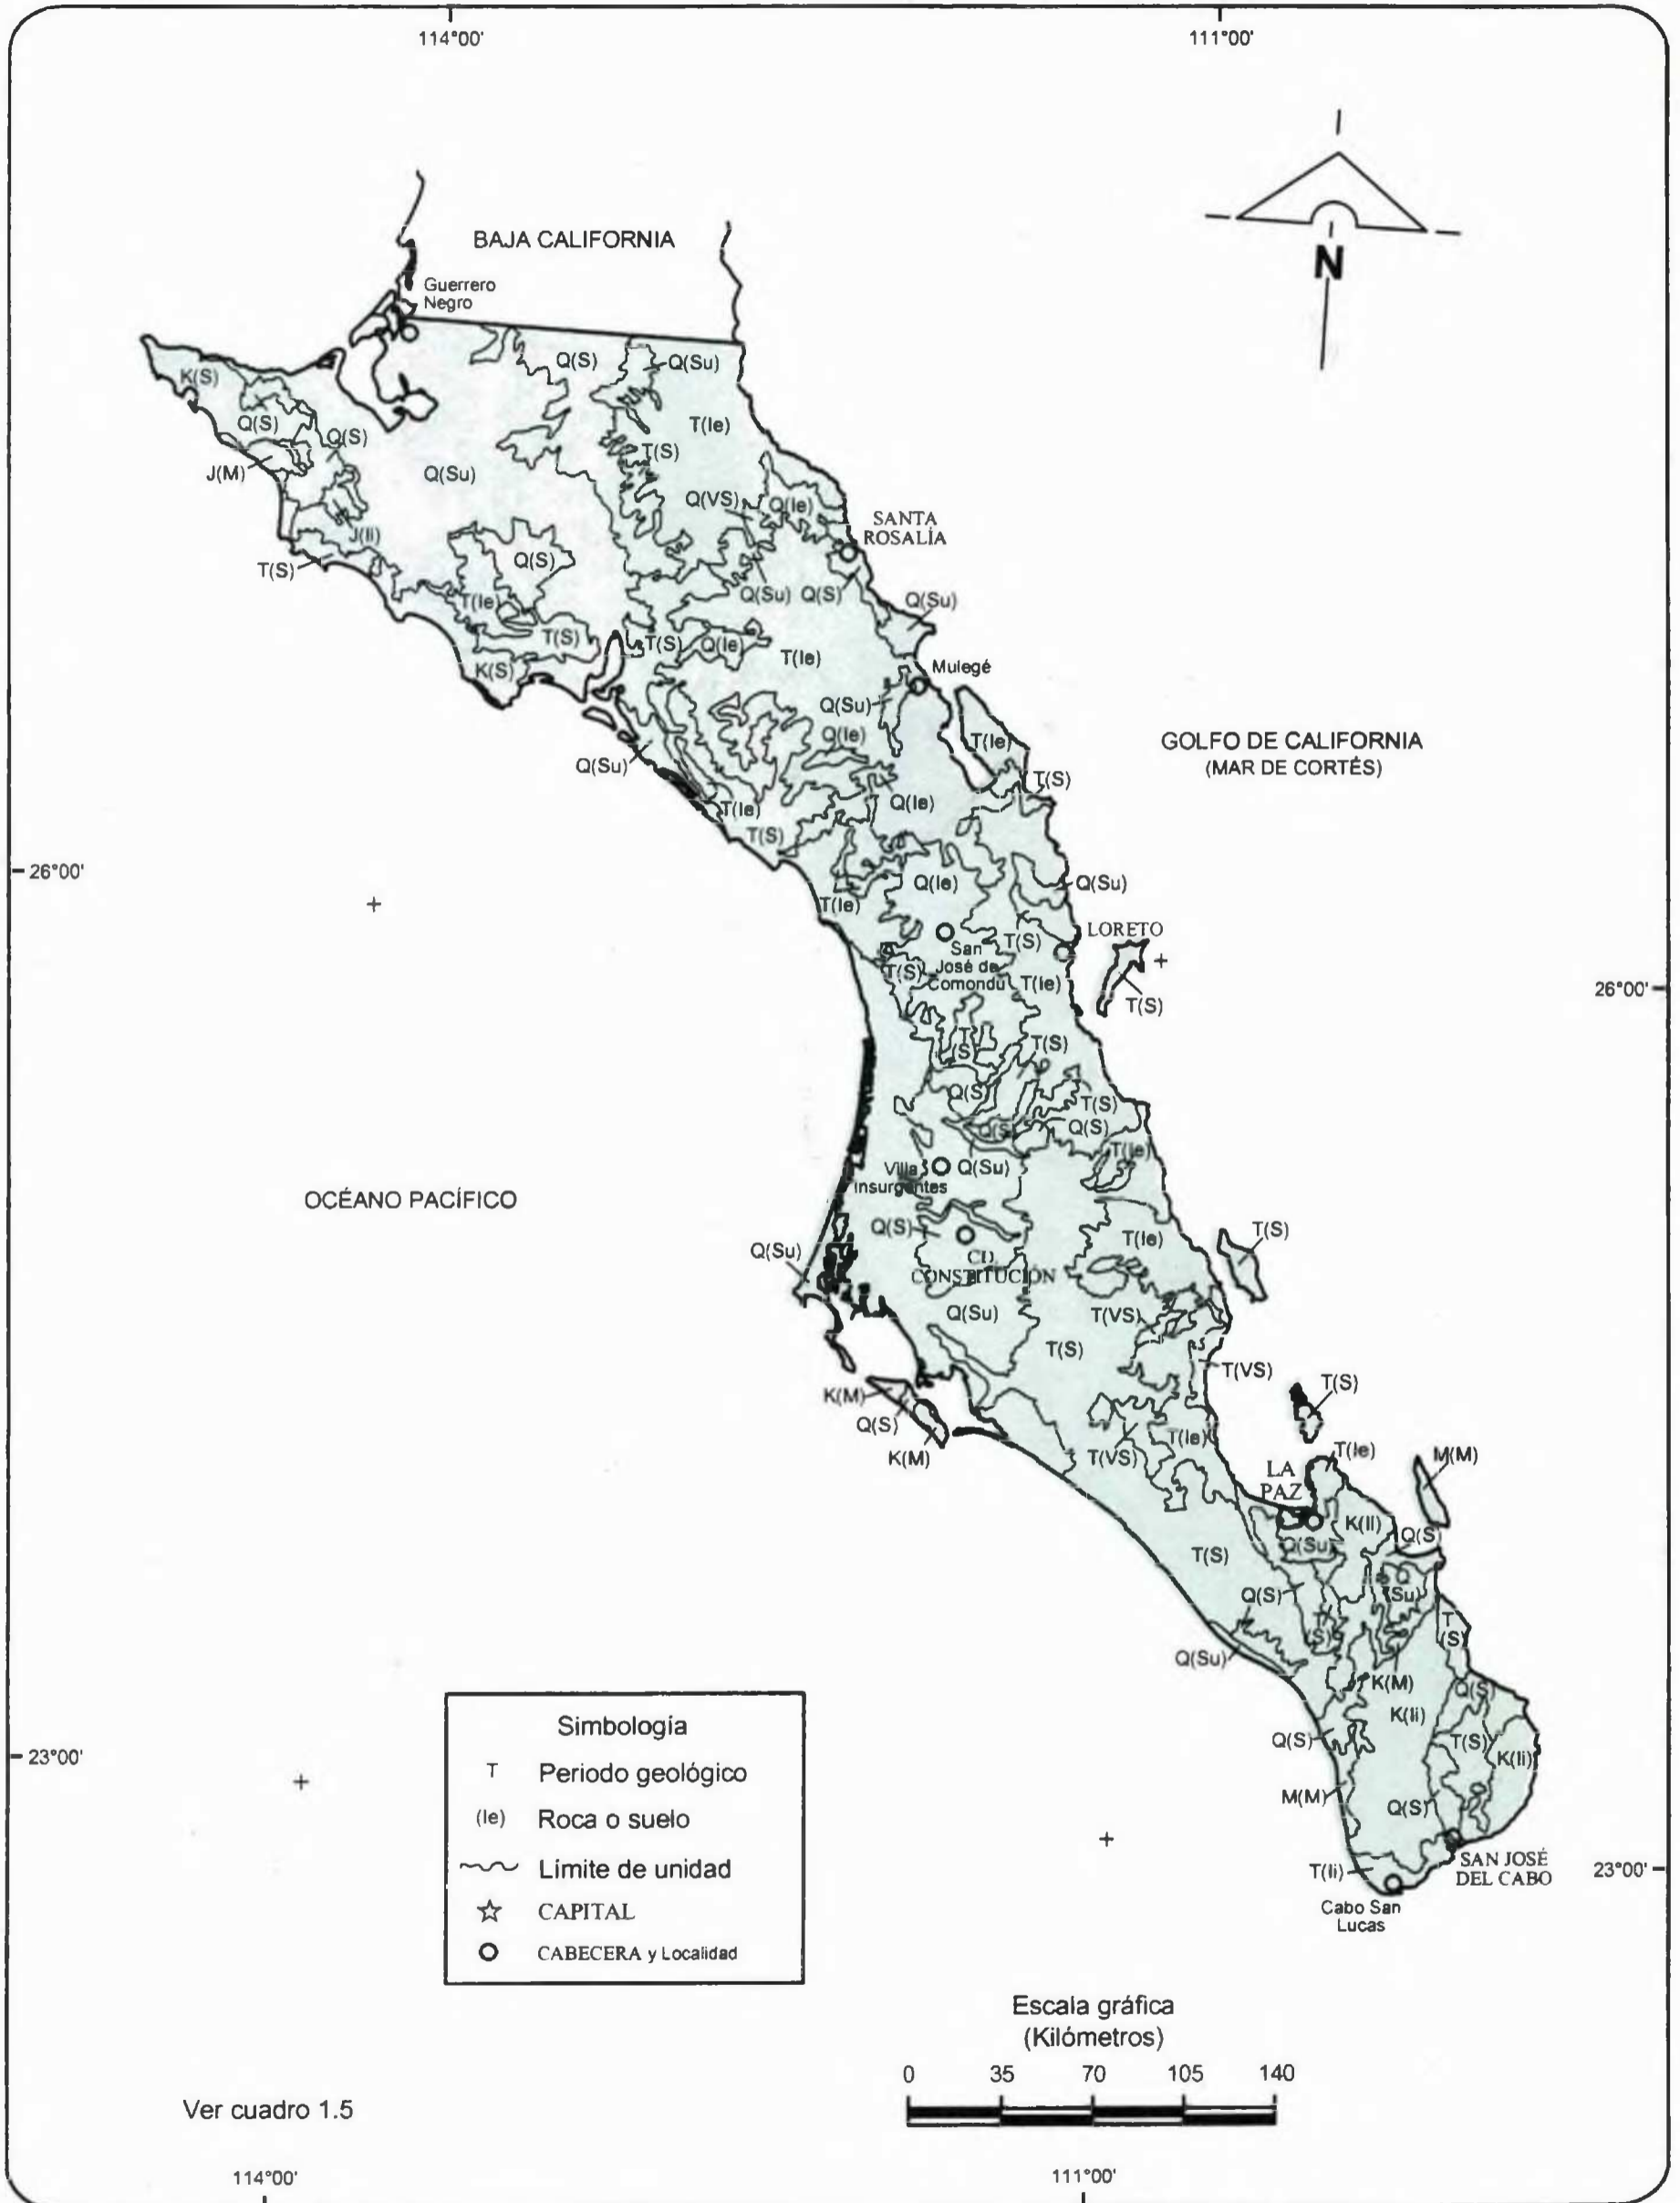 114°00'
111°00'
N
BAJA CALIFORNIA
Guerrero
Negro
K(S)
Q(S)
Q(Su)
Q(S)
Q(S)
T(Ie)
T(S)
J(M)
Q(Su)
Q(VS)
Q(Ie)
SANTA
ROSALÍA
J(Ii)
Q(S)
T(S)
Q(Su)
Q(S)
Q(Su)
T(Ie)
T(S)
T(S)
Q(Ie)
T(Ie)
K(S)
Mulegé
Q(Su)
Q(Ie)
T(Ie)
GOLFO DE CALIFORNIA
(MAR DE CORTÉS)
Q(Su)
T(S)
T(Ie)
Q(Ie)
T(S)
26°00'
Q(Ie)
Q(Su)
T(Ie)
LORETO
San
José de
Comondú
T(S)
T(S)
T(Ie)
26°00'
T(S)
T
(S)
T(S)
Q(S)
T(S)
Q(S)
Q(S)
T(Ie)
Villa
Insurgentes
Q(Su)
OCÉANO PACÍFICO
Q(S)
T(Ie)
T(S)
Q(Su)
CD.
CONSTITUCIÓN
Q(Su)
T(VS)
T(S)
T(VS)
T(S)
K(M)
Q(S)
K(M)
T(Ie)
T(VS)
T(Ie)
M(M)
LA
PAZ
K(Ii)
Q(S)
Q(Su)
T(S)
Q
(Su)
Q(S)
T
(S)
T
(S)
Q(Su)
K(M)
Q(S)
K(Ii)
Q(S)
T(S)
K(Ii)
M(M)
Q(S)
23°00'
T(Ii)
SAN JOSÉ
DEL CABO
23°00'
Cabo San
Lucas
Simbología
T Periodo geológico
(Ie) Roca o suelo
Límite de unidad
CAPITAL
CABECERA y Localidad
Escala gráfica
(Kilómetros)
0 35 70 105 140
Ver cuadro 1.5
114°00'
111°00'